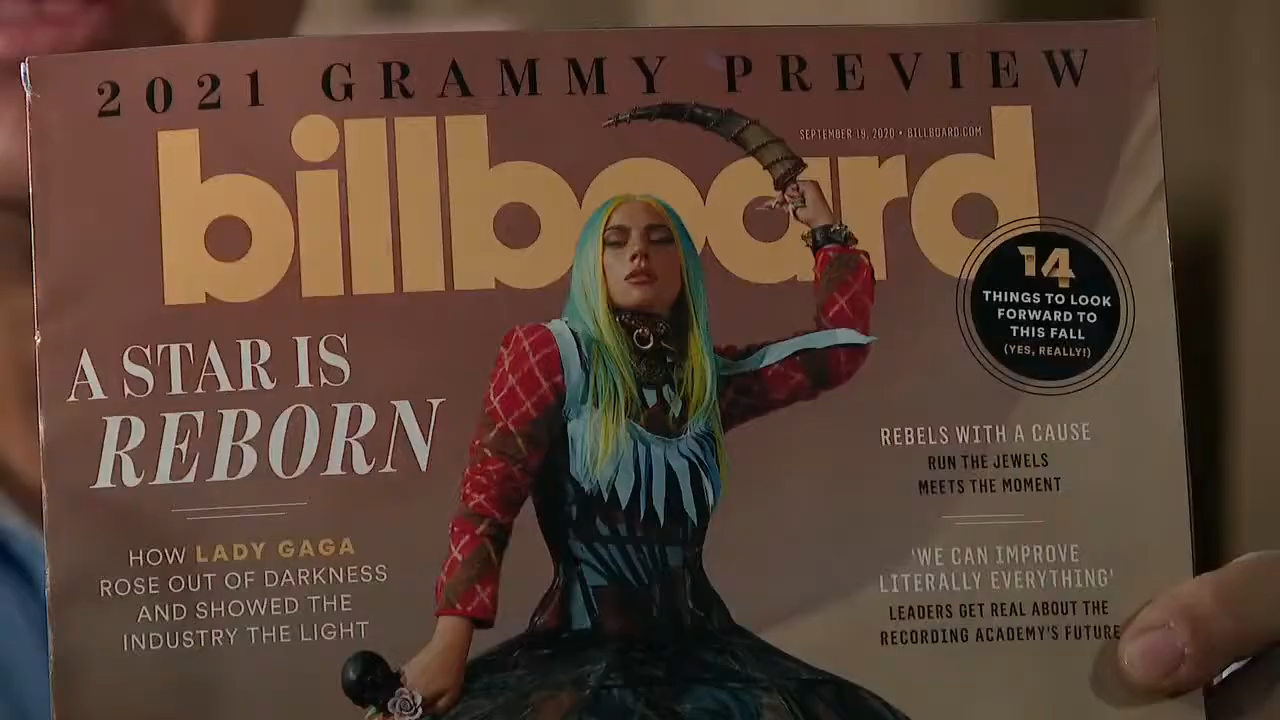 2021 GRAMMY PREVIEW
billboard
SEPTEMBER 19, 2020 • BILLBOARD.COM
14
THINGS TO LOOK
FORWARD TO
THIS FALL
(YES, REALLY!)
A STAR IS
REBORN
HOW LADY GAGA
ROSE OUT OF DARKNESS
AND SHOWED THE
INDUSTRY THE LIGHT
REBELS WITH A CAUSE
RUN THE JEWELS
MEETS THE MOMENT
'WE CAN IMPROVE
LITERALLY EVERYTHING'
LEADERS GET REAL ABOUT THE
RECORDING ACADEMY'S FUTURE